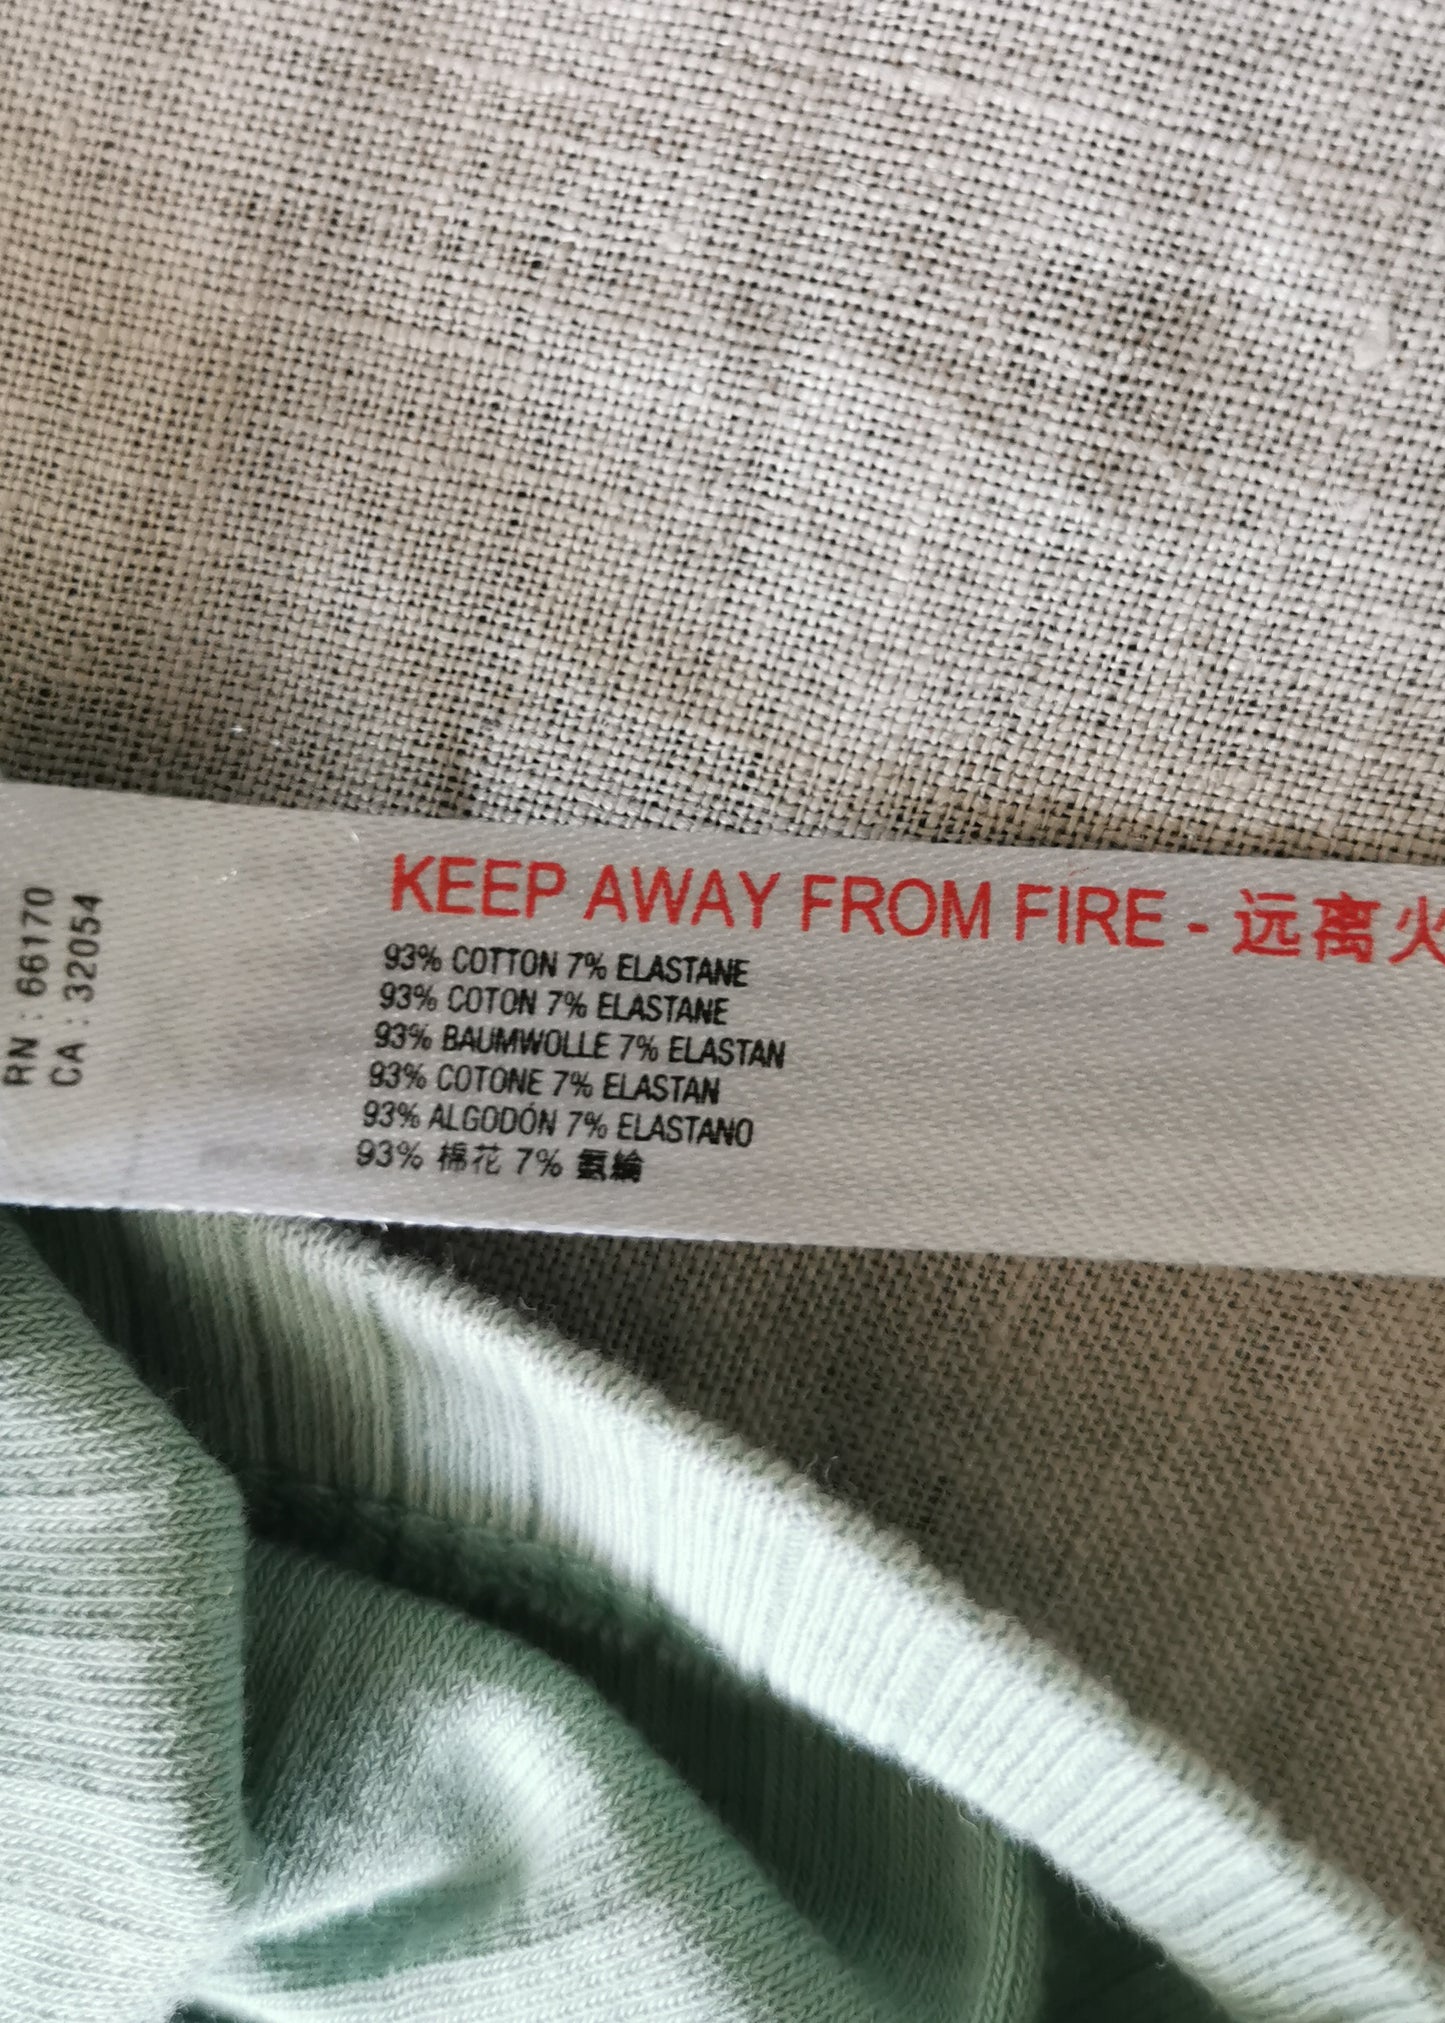 RN : 66170
CA : 32054
KEEP AWAY FROM FIRE - 远离火
93% COTTON 7% ELASTANE
93% COTON 7% ELASTANE
93% BAUMWOLLE 7% ELASTAN
93% COTONE 7% ELASTAN
93% ALGODÓN 7% ELASTANO
93% 棉花 7% 氨綸